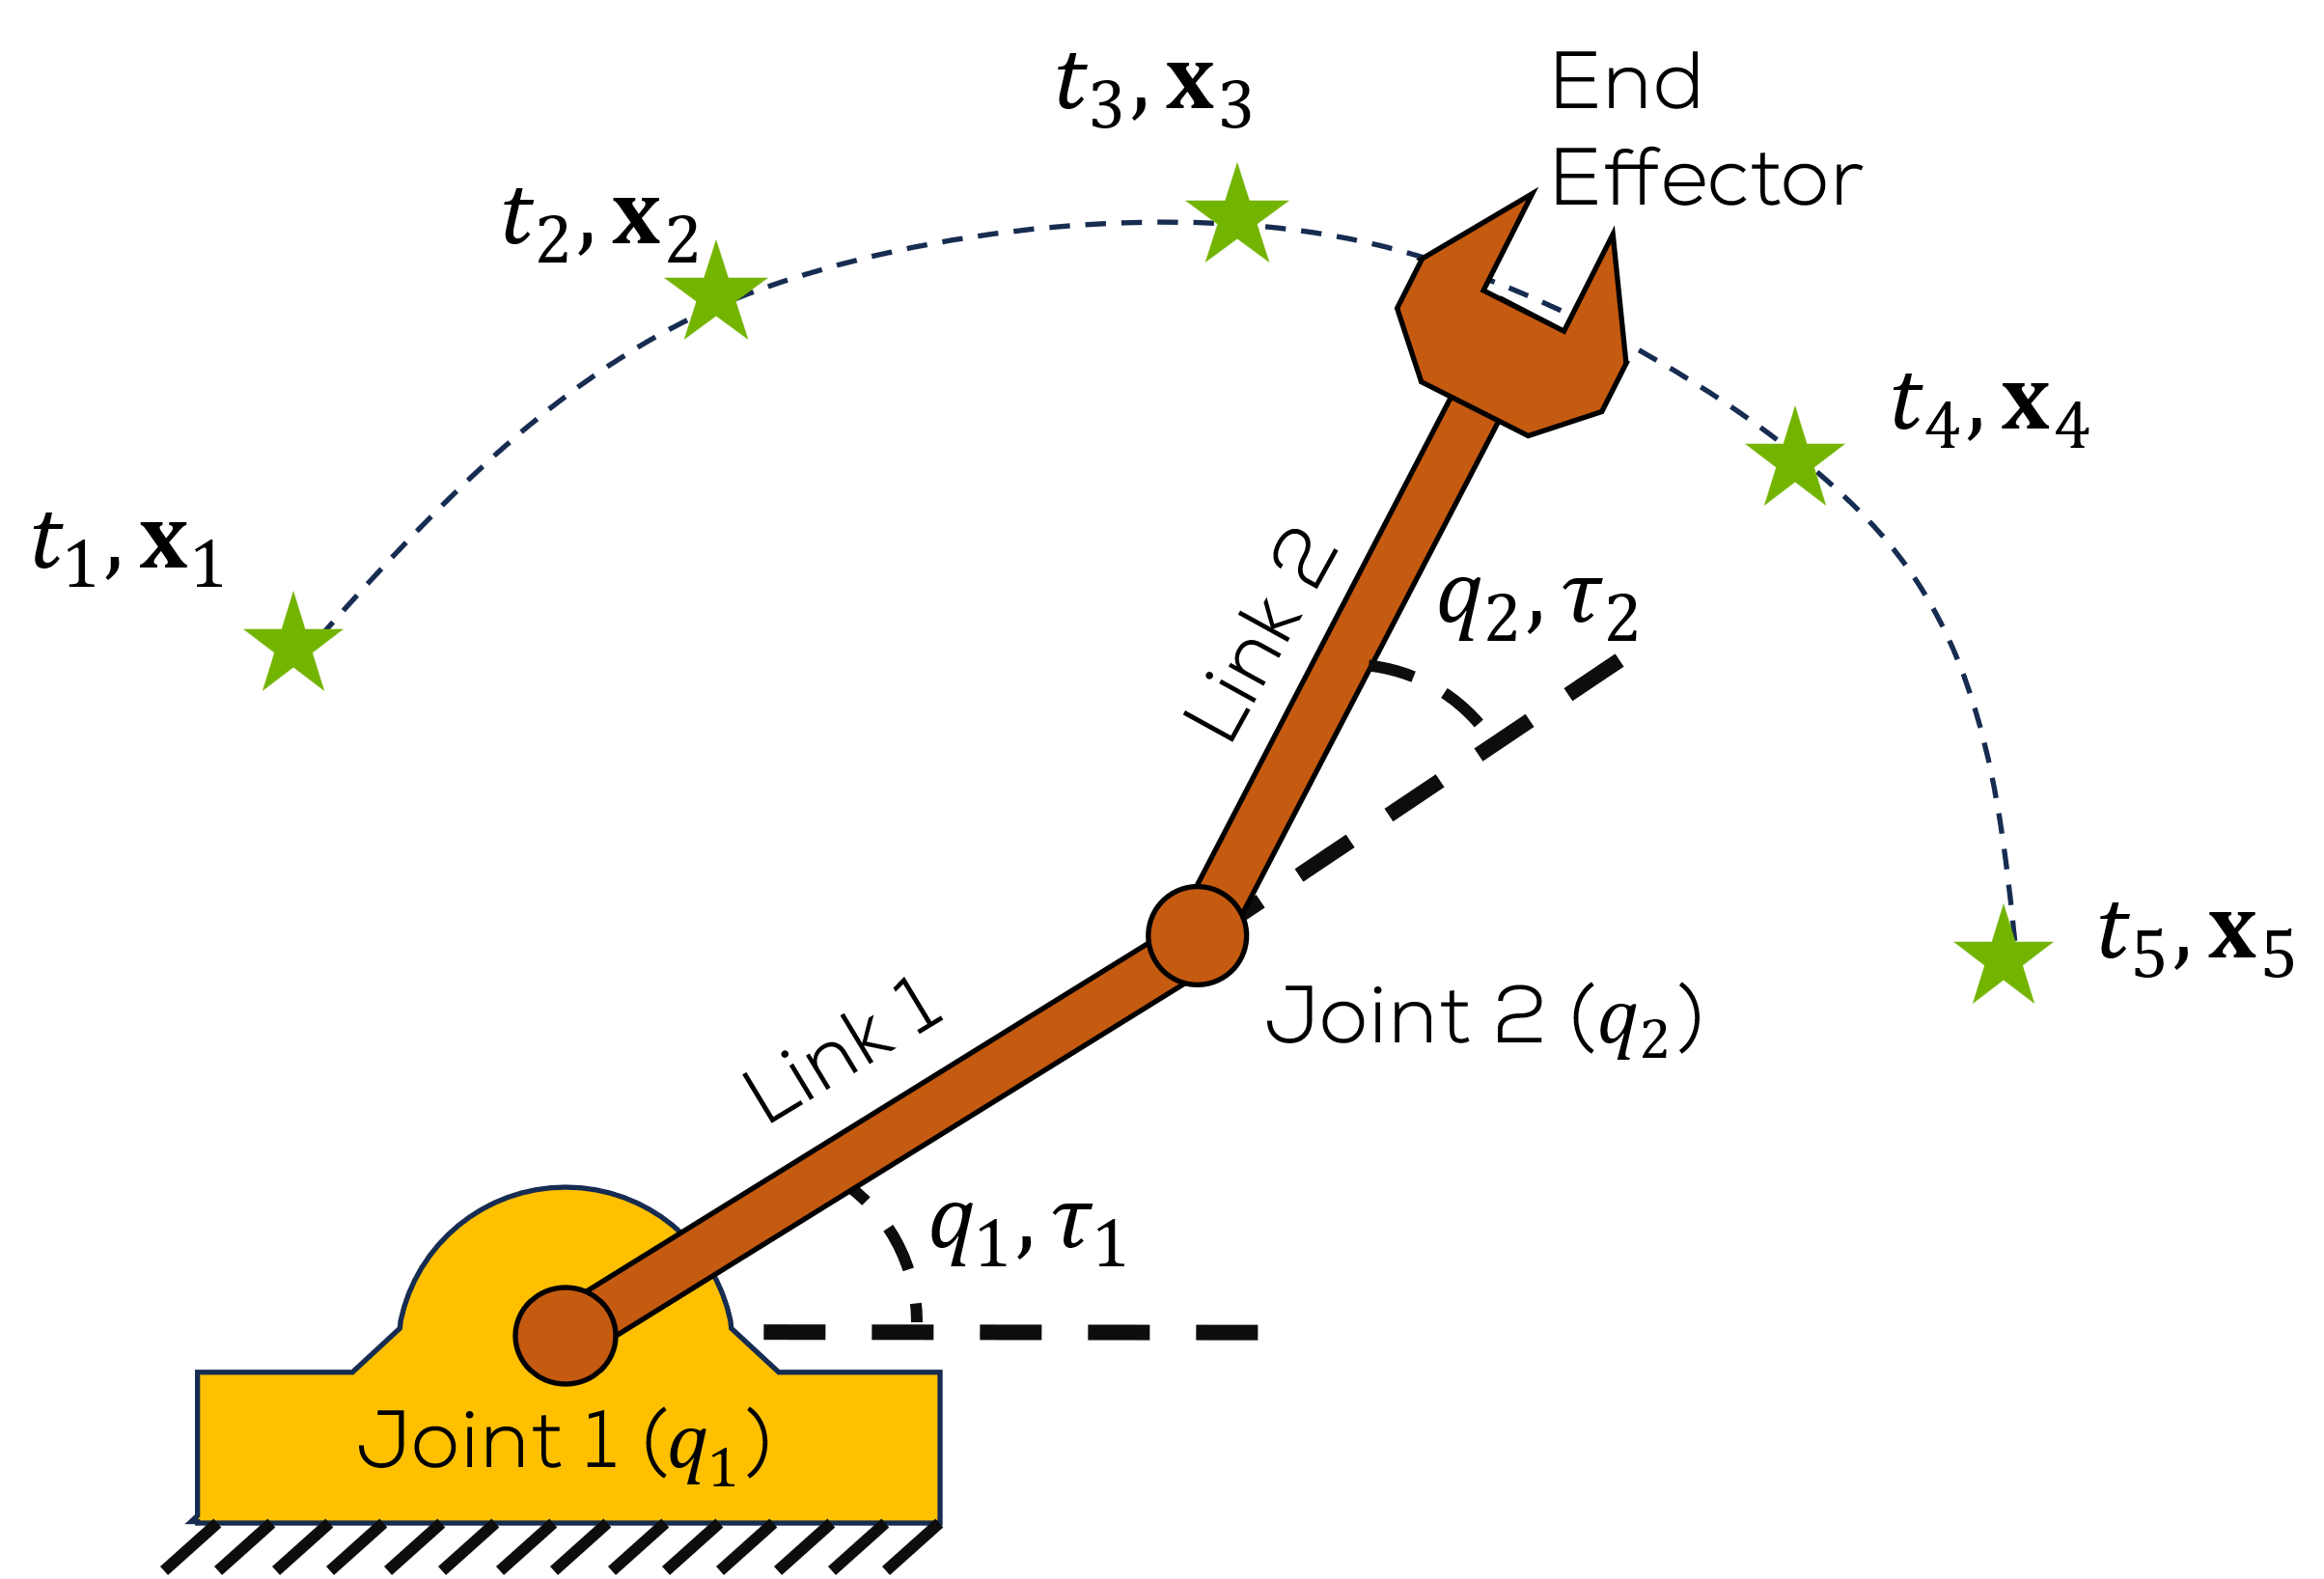 t₃, x₃
End
Effector
t₂, x₂
t₄, x₄
t₁, x₁
Link 2
q₂, τ₂
t₅, x₅
Joint 2 (q₂)
Link 1
q₁, τ₁
Joint 1 (q₁)